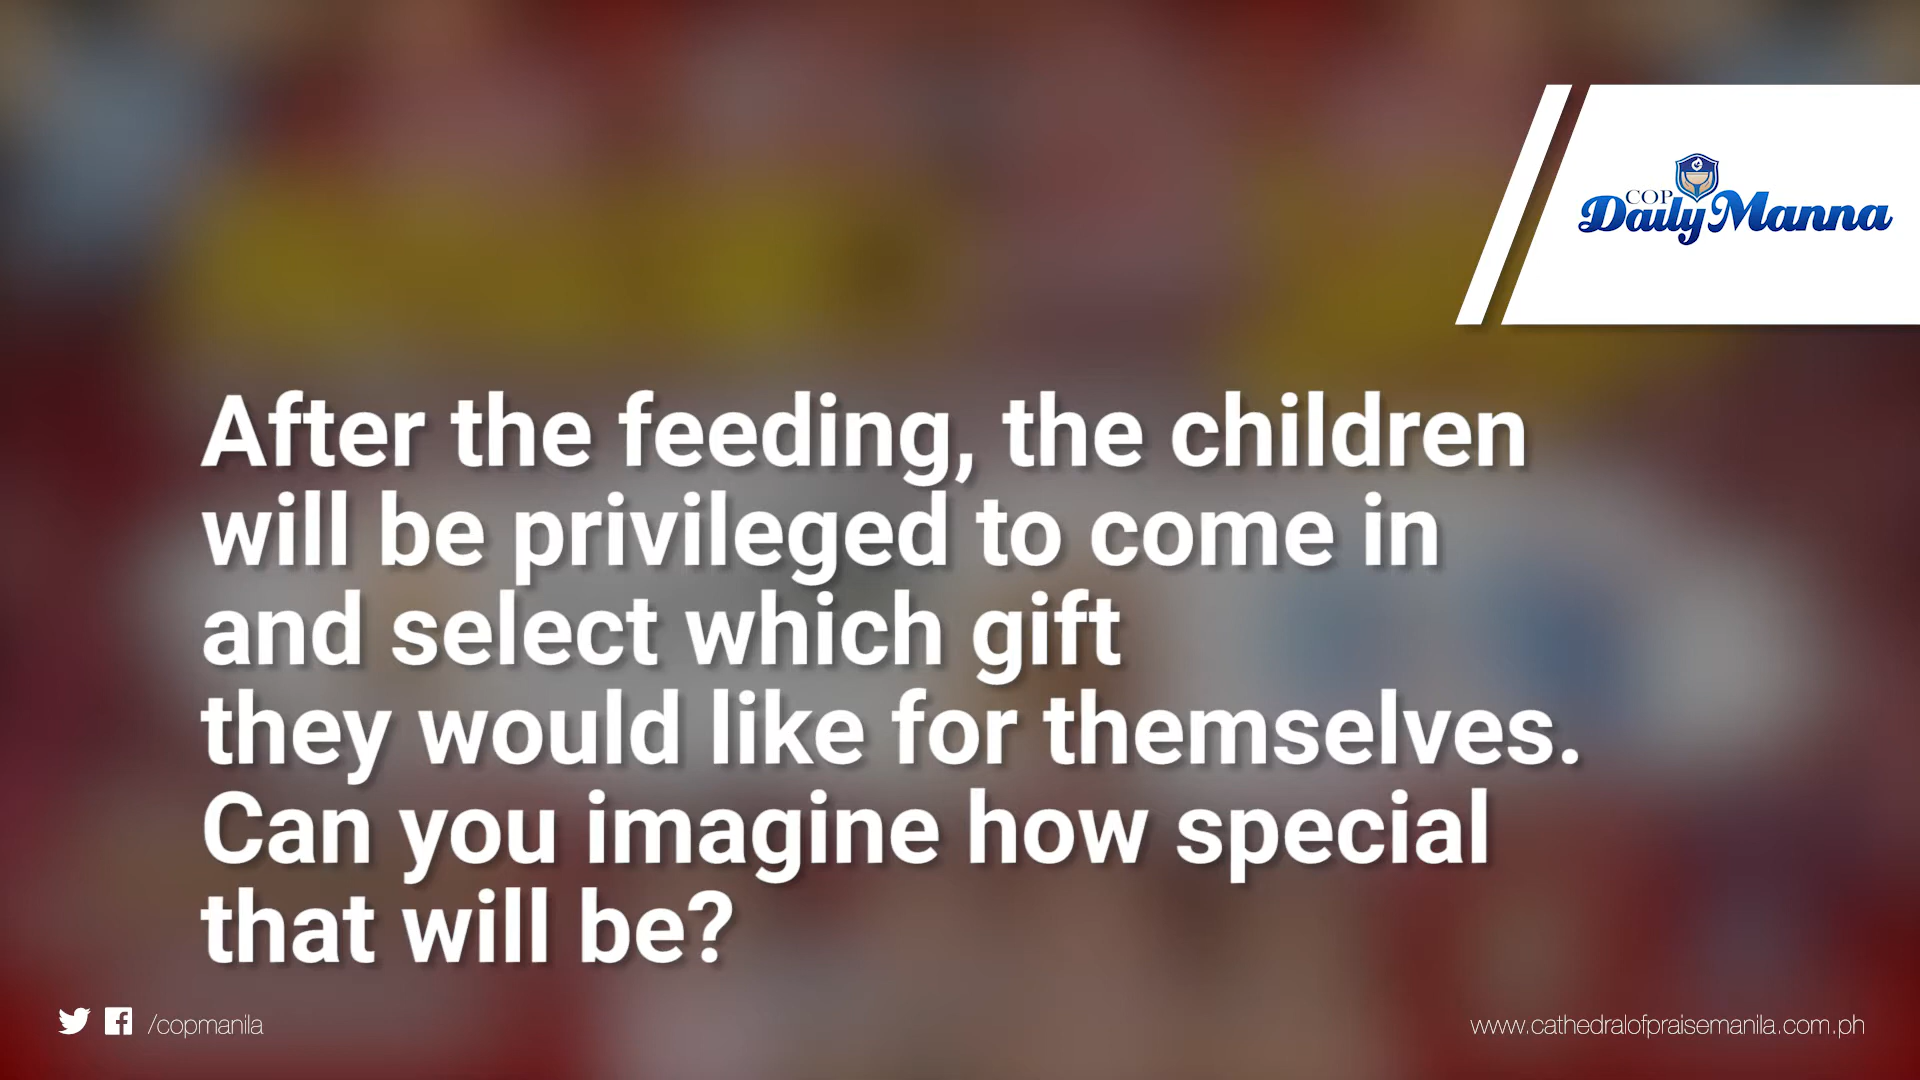 COP
Daily Manna
After the feeding, the children
will be privileged to come in
and select which gift
they would like for themselves.
Can you imagine how special
that will be?
/copmanila
www.cathedralofpraisemanila.com.ph